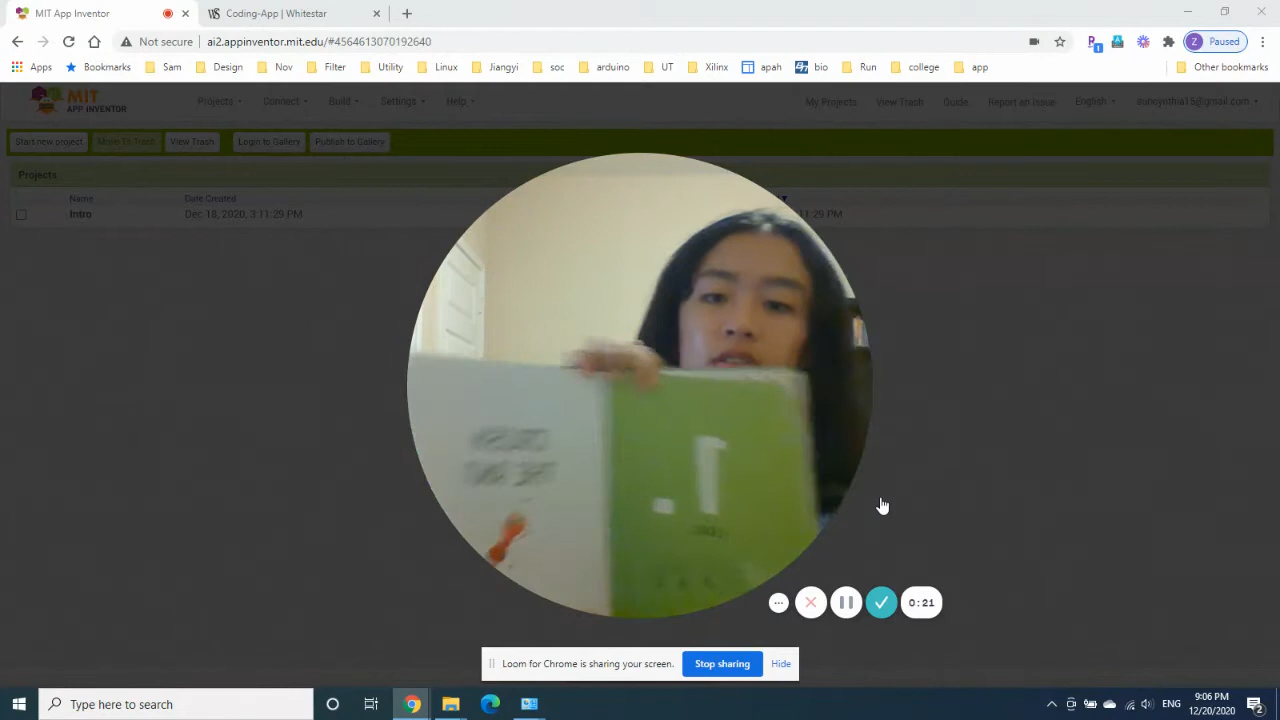 MIT App Inventor
Coding-App | Whitestar
Not secure
ai2.appinventor.mit.edu/#4564613070192640
Z Paused
Apps Bookmarks Sam Design Nov Filter Utility Linux Jiangyi soc arduino UT Xilinx apah bio Run college app Other bookmarks
MIT
APP INVENTOR
Projects Connect Build Settings Help My Projects View Trash Guide Report an Issue English
Start new project Move To Trash View Trash Login to Gallery Publish to Gallery
Projects
Name Date Created
Intro Dec 18, 2020, 3:11:29 PM 11:29 PM
0:21
Loom for Chrome is sharing your screen. Stop sharing Hide
Type here to search
ENG
9:06 PM
12/20/2020
2